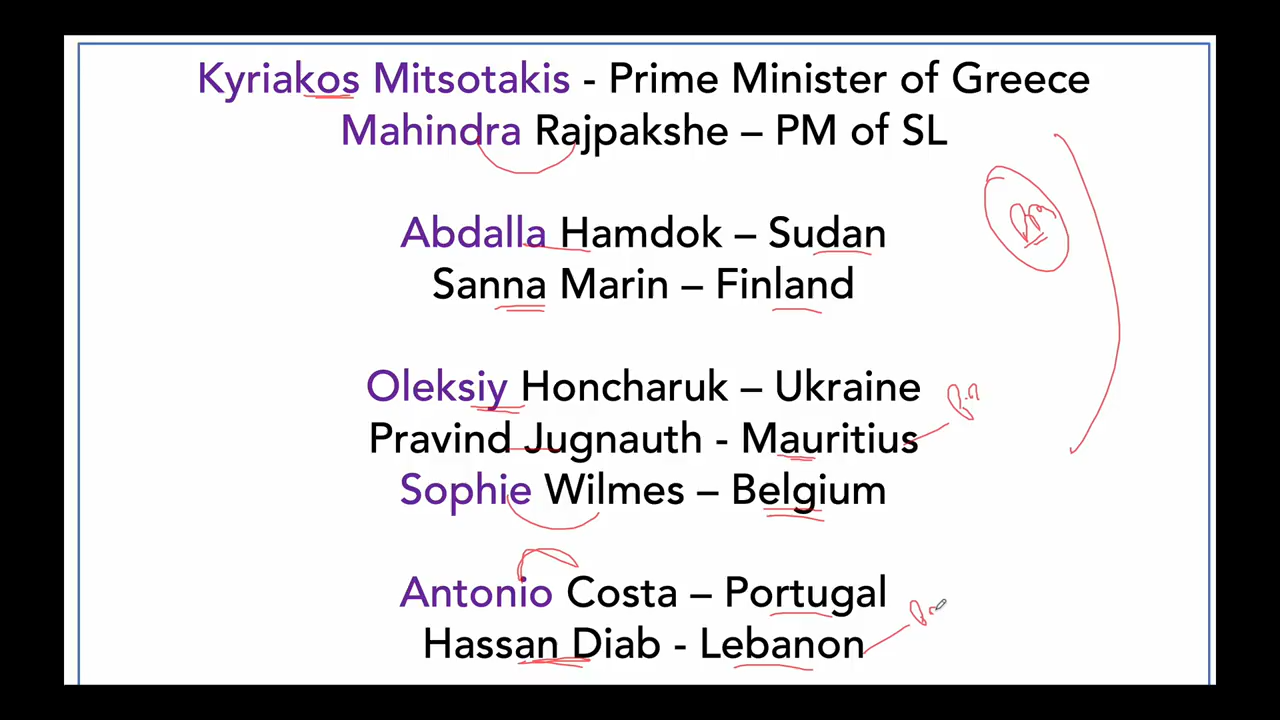 Kyriakos Mitsotakis - Prime Minister of Greece
Mahindra Rajpakshe – PM of SL
Abdalla Hamdok – Sudan
Sanna Marin – Finland
Oleksiy Honcharuk – Ukraine
Pravind Jugnauth - Mauritius
Sophie Wilmes – Belgium
Antonio Costa – Portugal
Hassan Diab - Lebanon